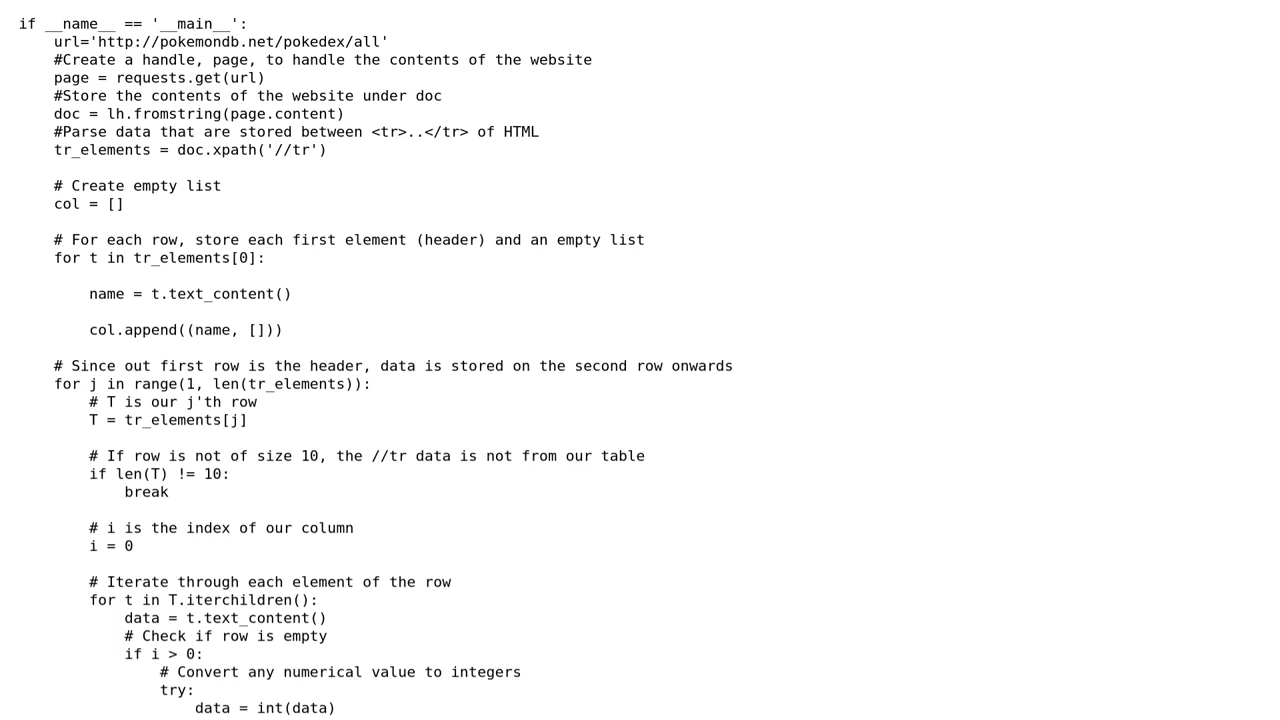 if __name__ == '__main__':
    url='http://pokemondb.net/pokedex/all'
    #Create a handle, page, to handle the contents of the website
    page = requests.get(url)
    #Store the contents of the website under doc
    doc = lh.fromstring(page.content)
    #Parse data that are stored between <tr>..</tr> of HTML
    tr_elements = doc.xpath('//tr')

    # Create empty list
    col = []

    # For each row, store each first element (header) and an empty list
    for t in tr_elements[0]:

        name = t.text_content()

        col.append((name, []))

    # Since out first row is the header, data is stored on the second row onwards
    for j in range(1, len(tr_elements)):
        # T is our j'th row
        T = tr_elements[j]

        # If row is not of size 10, the //tr data is not from our table
        if len(T) != 10:
            break

        # i is the index of our column
        i = 0

        # Iterate through each element of the row
        for t in T.iterchildren():
            data = t.text_content()
            # Check if row is empty
            if i > 0:
                # Convert any numerical value to integers
                try:
                    data = int(data)